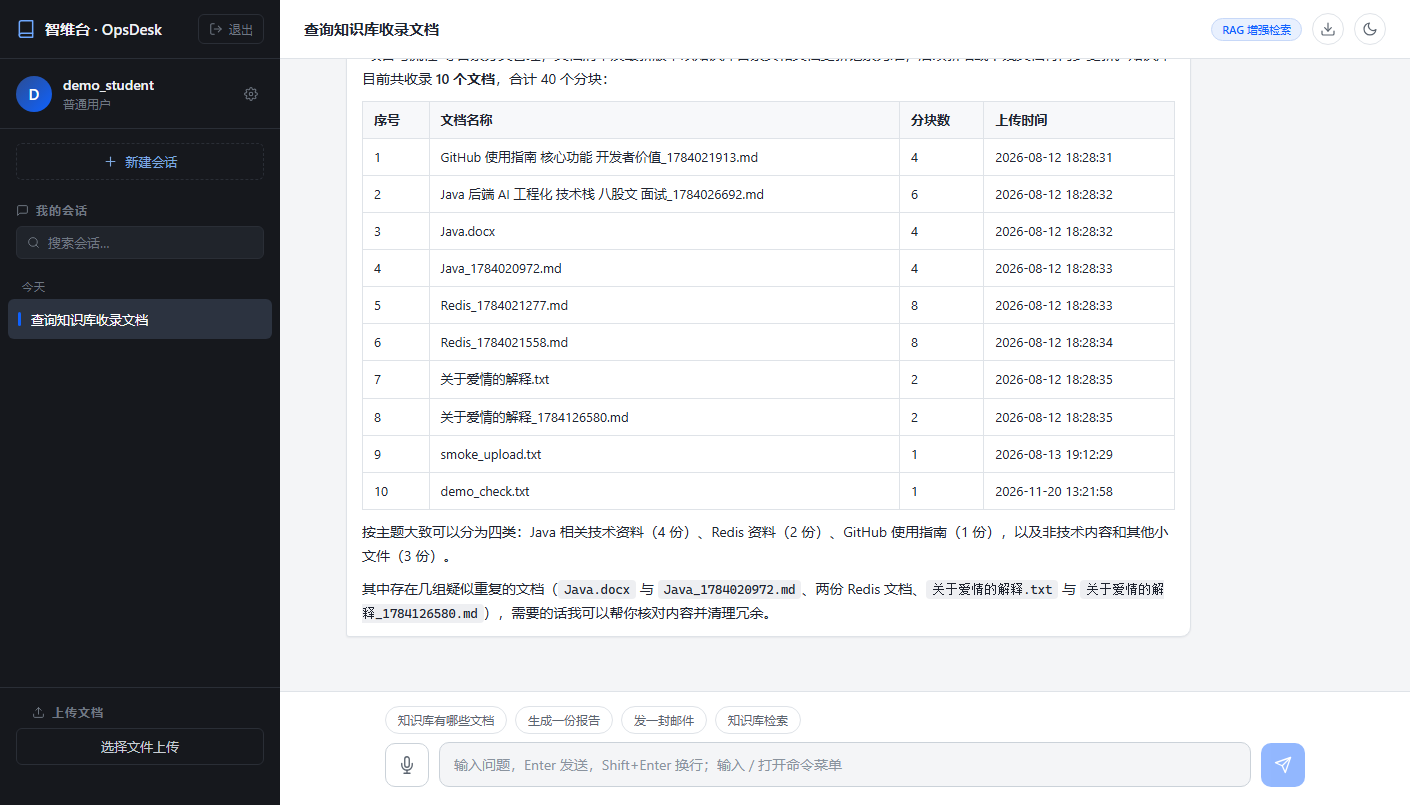 智维台 · OpsDesk
退出
D
demo_student
普通用户
新建会话
我的会话
搜索会话...
今天
查询知识库收录文档
上传文档
选择文件上传
查询知识库收录文档
RAG 增强检索
目前共收录 10 个文档，合计 40 个分块：
序号 文档名称 分块数 上传时间
1 GitHub 使用指南 核心功能 开发者价值_1784021913.md 4 2026-08-12 18:28:31
2 Java 后端 AI 工程化 技术栈 八股文 面试_1784026692.md 6 2026-08-12 18:28:32
3 Java.docx 4 2026-08-12 18:28:32
4 Java_1784020972.md 4 2026-08-12 18:28:33
5 Redis_1784021277.md 8 2026-08-12 18:28:33
6 Redis_1784021558.md 8 2026-08-12 18:28:34
7 关于爱情的解释.txt 2 2026-08-12 18:28:35
8 关于爱情的解释_1784126580.md 2 2026-08-12 18:28:35
9 smoke_upload.txt 1 2026-08-13 19:12:29
10 demo_check.txt 1 2026-11-20 13:21:58
按主题大致可以分为四类：Java 相关技术资料（4 份）、Redis 资料（2 份）、GitHub 使用指南（1 份），以及非技术内容和其他小
文件（3 份）。
其中存在几组疑似重复的文档（ Java.docx 与 Java_1784020972.md 、两份 Redis 文档、 关于爱情的解释.txt 与 关于爱情的解
释_1784126580.md ），需要的话我可以帮你核对内容并清理冗余。
知识库有哪些文档
生成一份报告
发一封邮件
知识库检索
输入问题，Enter 发送，Shift+Enter 换行；输入 / 打开命令菜单